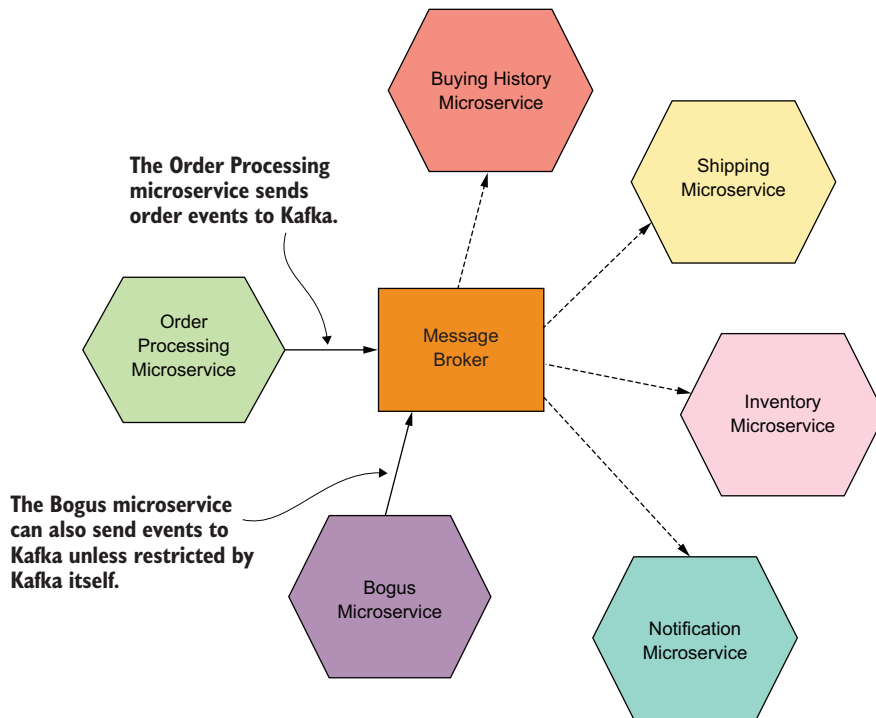 Buying History
Microservice
The Order Processing
microservice sends
order events to Kafka.
Shipping
Microservice
Order
Processing
Microservice
Message
Broker
Inventory
Microservice
The Bogus microservice
can also send events to
Kafka unless restricted by
Kafka itself.
Bogus
Microservice
Notification
Microservice